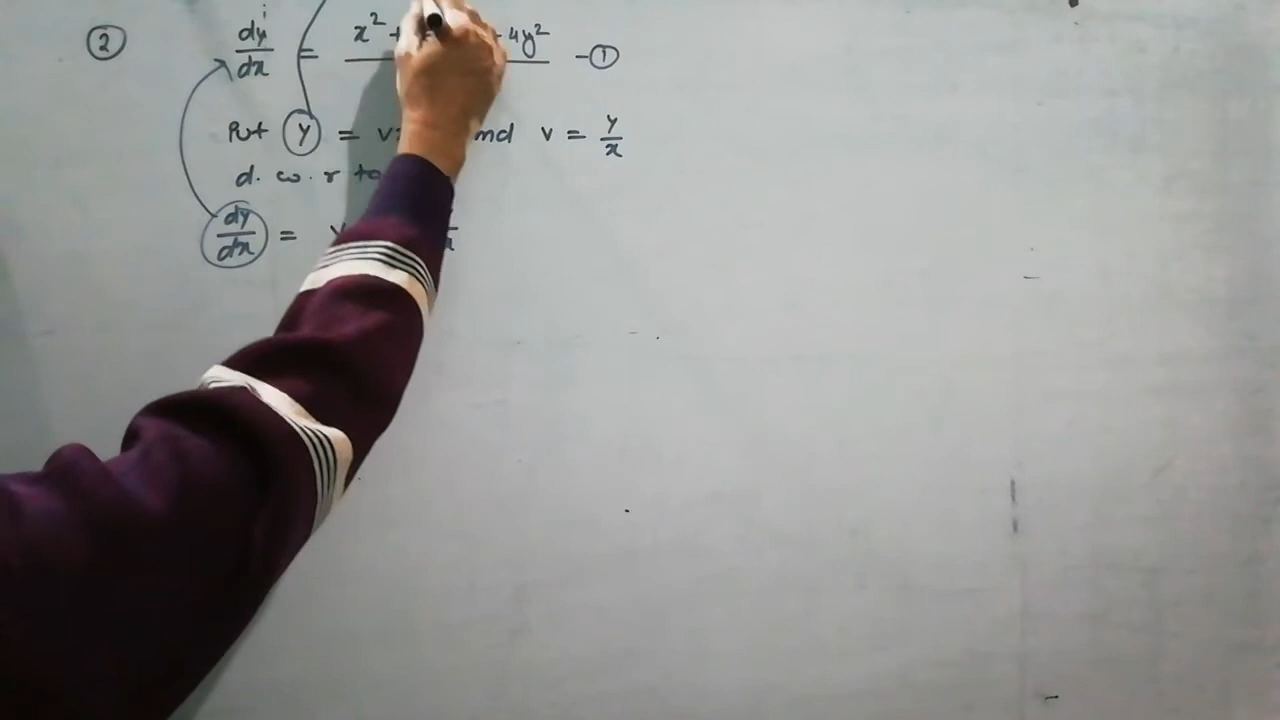 ② dy/dx = x² + 4y² -①
Put y = v and v = y/x
d. w. r to
dy/dx = v